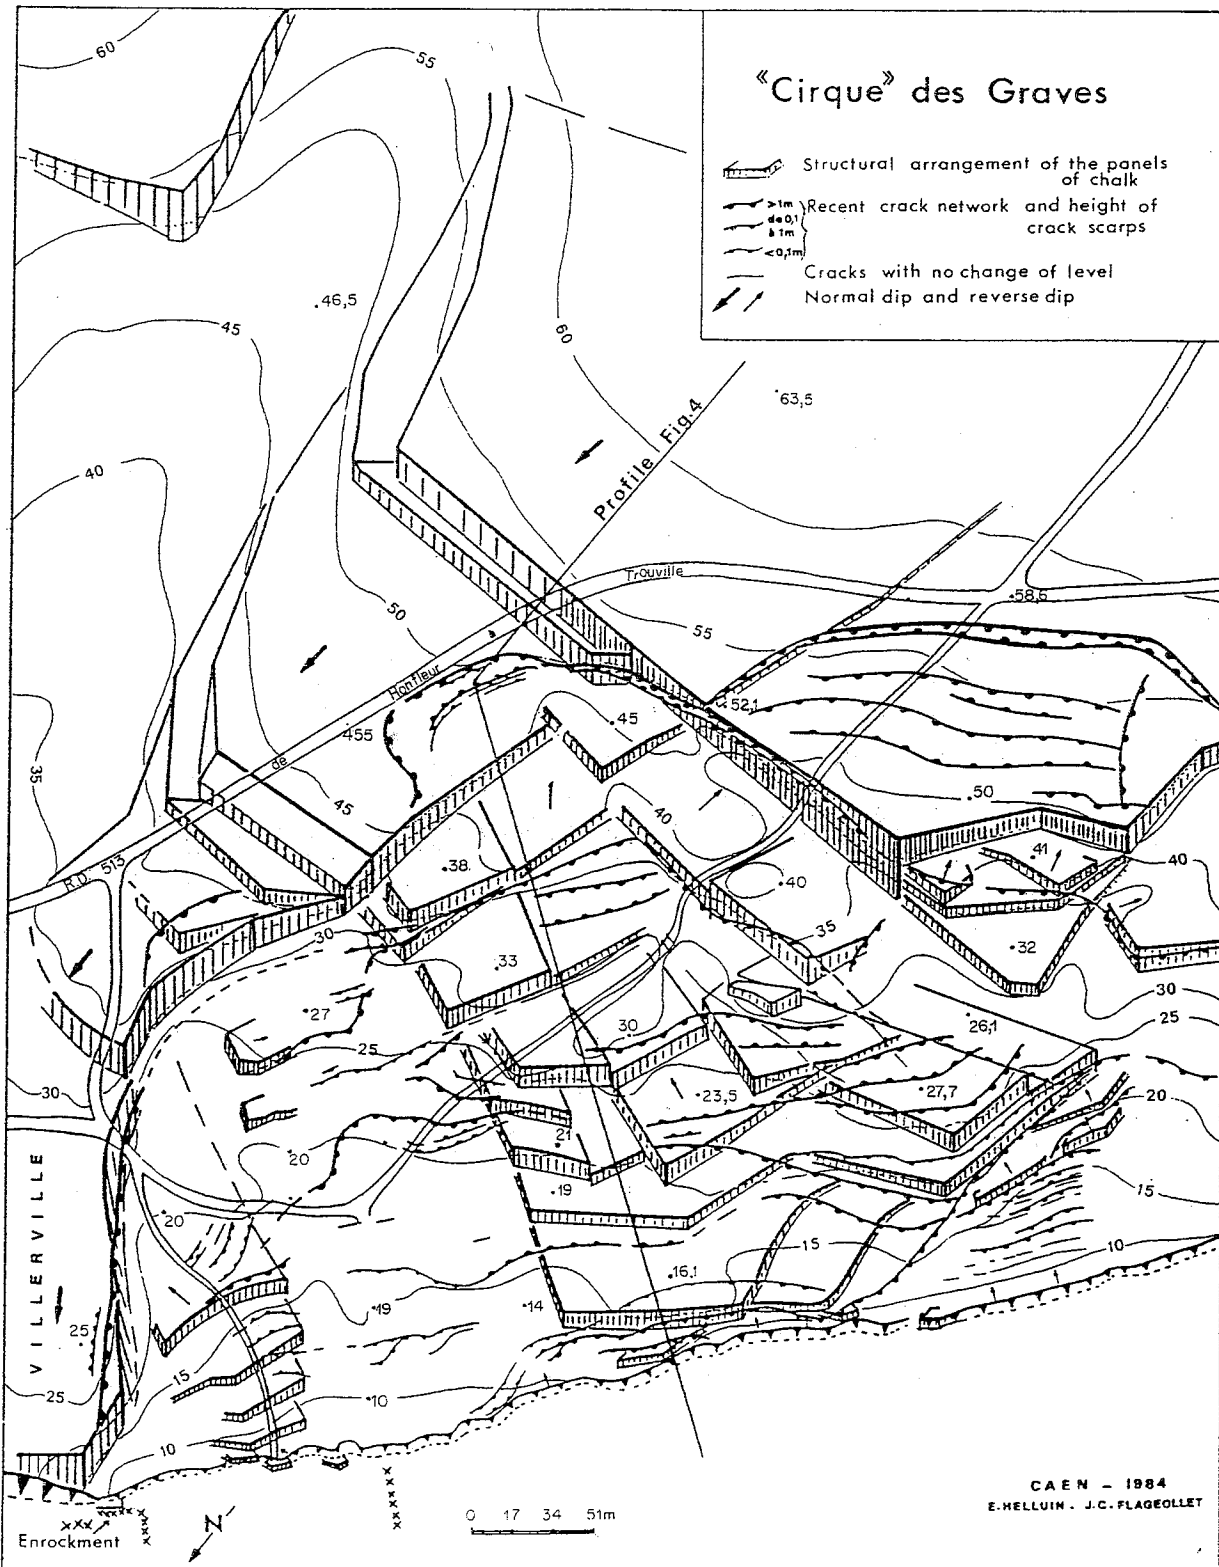 «Cirque» des Graves
Structural arrangement of the panels
of chalk
>1m
de 0,1
à 1m
<0,1m
Recent crack network and height of
crack scarps
Cracks with no change of level
Normal dip and reverse dip
60
55
46,5
45
60
63,5
Profile Fig.4
40
Trouville
58,6
50
55
Honfleur
52,1
45
455
de
35
45
50
40
R.D. 513
38
40
41
40
30
35
33
32
27
30
26,1
30
25
25
23,5
27,7
30
20
21
20
VILLERVILLE
19
15
20
15
10
16,1
14
19
25
15
25
10
10
CAEN - 1984
E.HELLUIN . J.C.FLAGEOLLET
0 17 34 51m
N
Enrockment